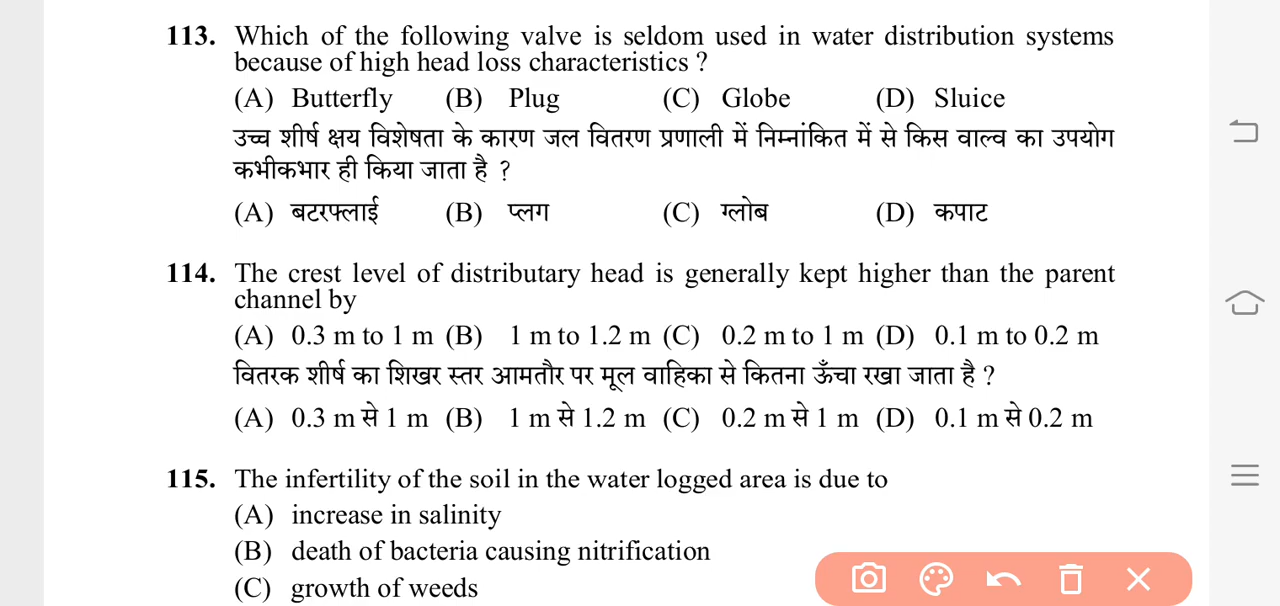 113. Which of the following valve is seldom used in water distribution systems
because of high head loss characteristics ?
(A) Butterfly (B) Plug (C) Globe (D) Sluice
उच्च शीर्ष क्षय विशेषता के कारण जल वितरण प्रणाली में निम्नांकित में से किस वाल्व का उपयोग
कभीकभार ही किया जाता है ?
(A) बटरफ्लाई (B) प्लग (C) ग्लोब (D) कपाट
114. The crest level of distributary head is generally kept higher than the parent
channel by
(A) 0.3 m to 1 m (B) 1 m to 1.2 m (C) 0.2 m to 1 m (D) 0.1 m to 0.2 m
वितरक शीर्ष का शिखर स्तर आमतौर पर मूल वाहिका से कितना ऊँचा रखा जाता है ?
(A) 0.3 m से 1 m (B) 1 m से 1.2 m (C) 0.2 m से 1 m (D) 0.1 m से 0.2 m
115. The infertility of the soil in the water logged area is due to
(A) increase in salinity
(B) death of bacteria causing nitrification
(C) growth of weeds